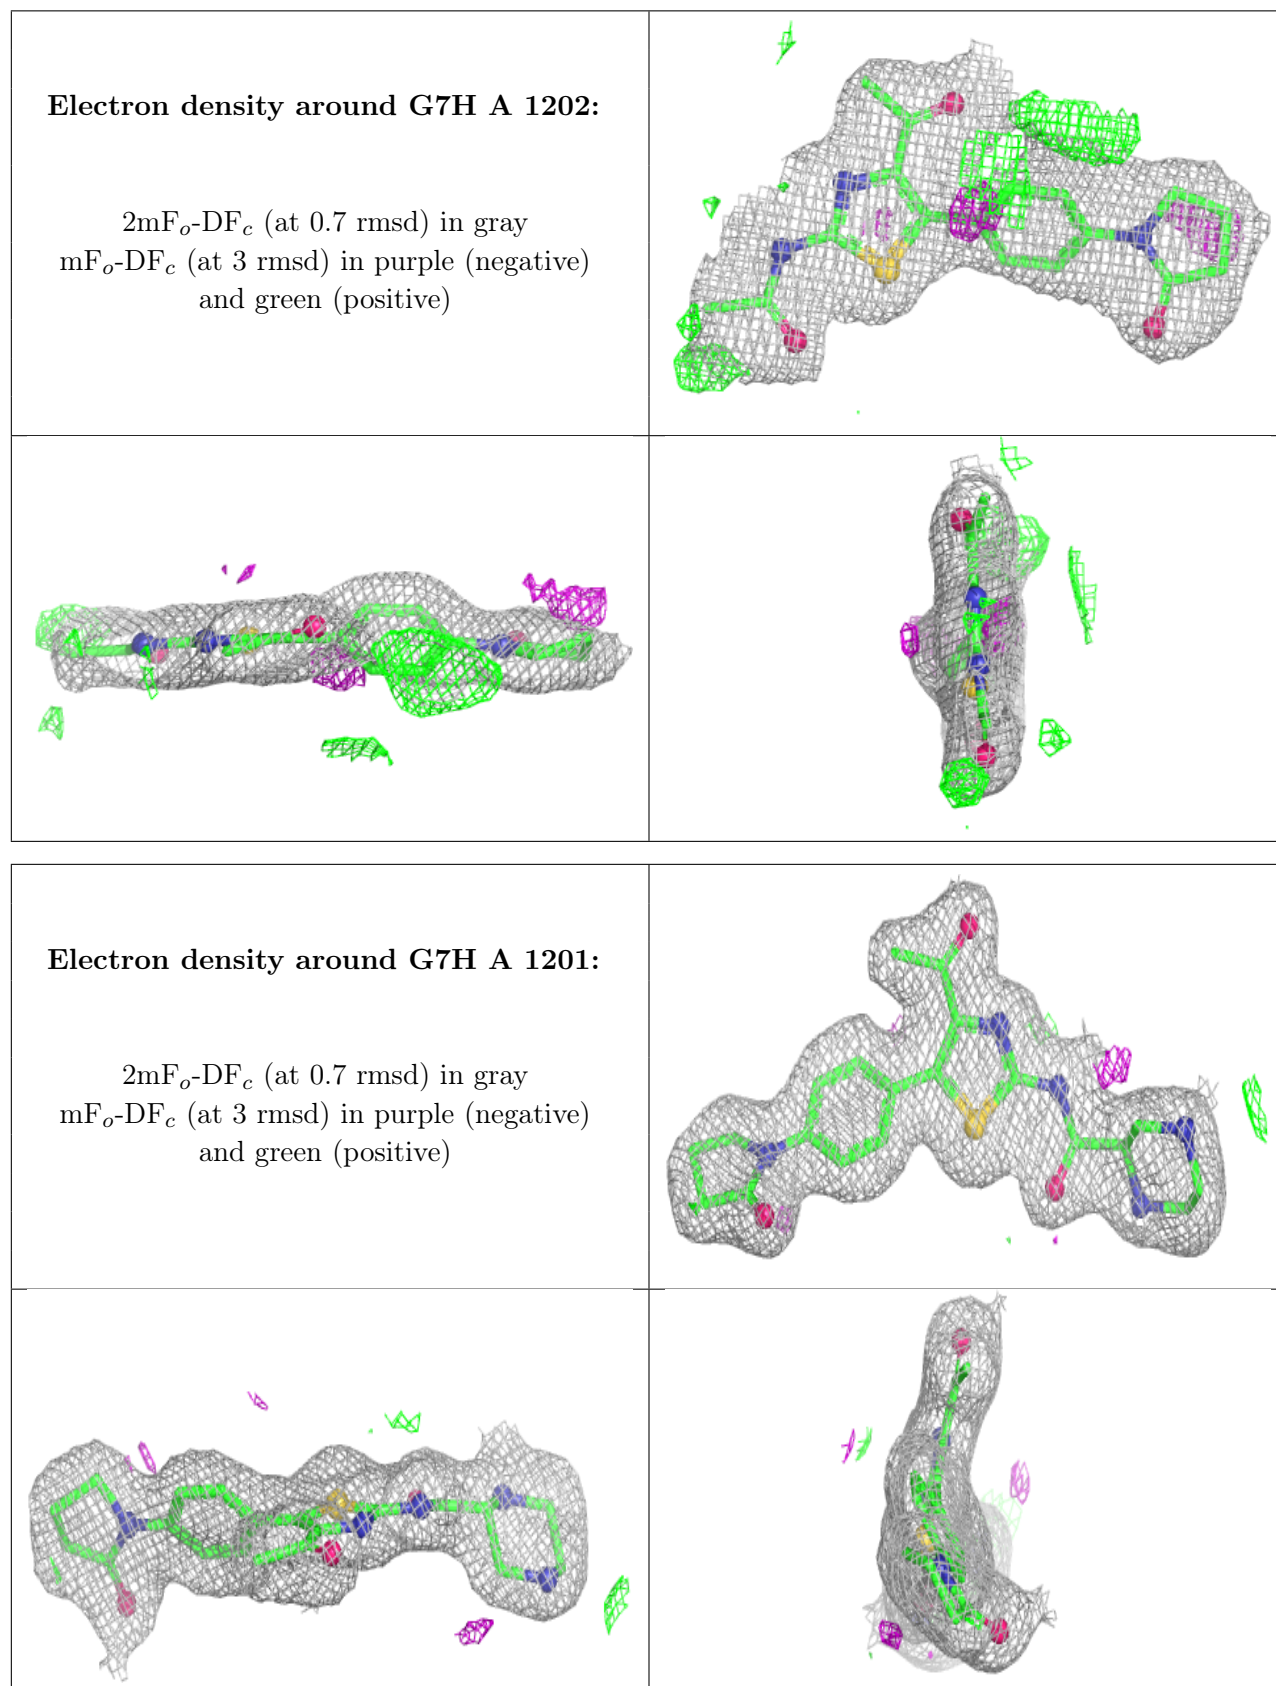 Electron density around G7H A 1202:
2mFo-DFc (at 0.7 rmsd) in gray
mFo-DFc (at 3 rmsd) in purple (negative)
and green (positive)
Electron density around G7H A 1201:
2mFo-DFc (at 0.7 rmsd) in gray
mFo-DFc (at 3 rmsd) in purple (negative)
and green (positive)